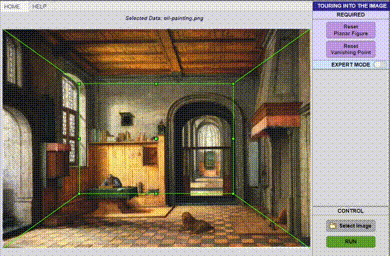 HOME HELP
TOURING INTO THE IMAGE
Selected Data: oil-painting.png
REQUIRED
Reset
Planar Figure
Reset
Vanishing Point
EXPERT MODE
CONTROL
Select Image
RUN